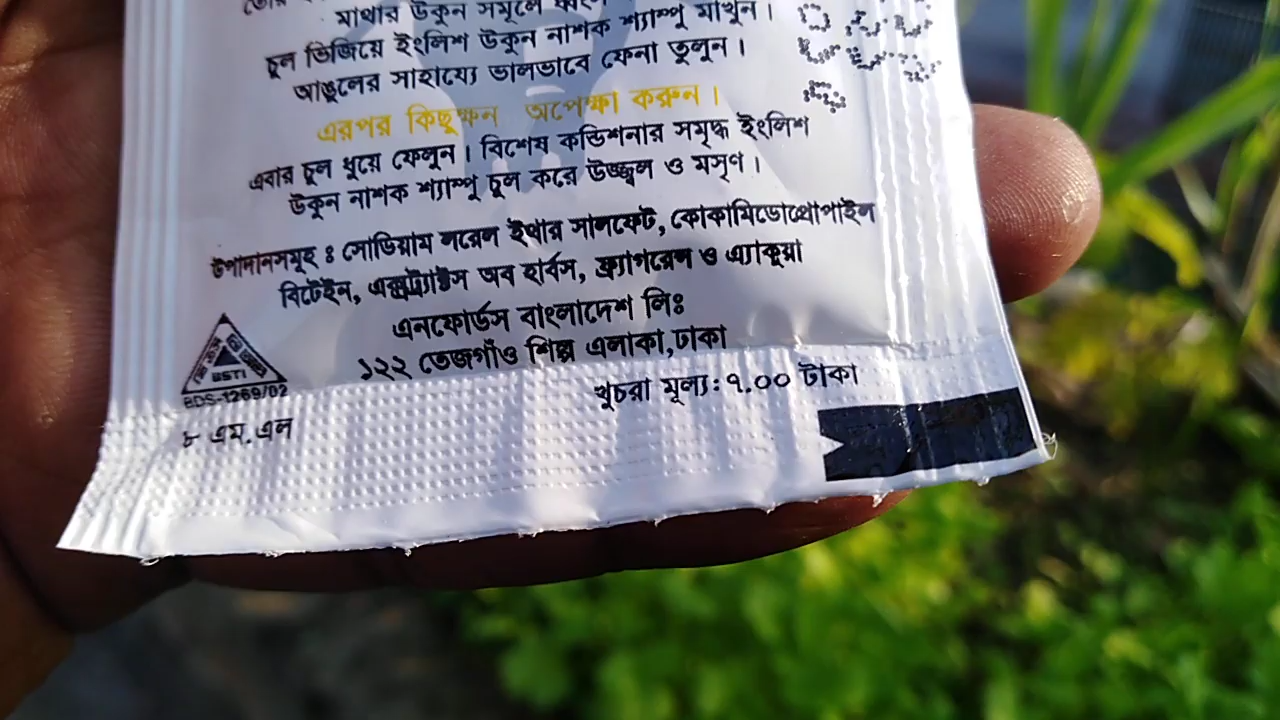 মাথার উকুন সমূলে
চুল ভিজিয়ে ইংলিশ উকুন নাশক শ্যাম্পু মাখুন।
আঙুলের সাহায্যে ভালভাবে ফেনা তুলুন।
এরপর কিছুক্ষন অপেক্ষা করুন।
এবার চুল ধুয়ে ফেলুন। বিশেষ কন্ডিশনার সমৃদ্ধ ইংলিশ
উকুন নাশক শ্যাম্পু চুল করে উজ্জ্বল ও মসৃণ।
উপাদানসমূহ ঃ সোডিয়াম লরেল ইথার সালফেট, কোকামিডোপ্রোপাইল
বিটেইন, এক্সট্র্যাক্টস অব হার্বস, ফ্র্যাগরেন্স ও এ্যাকুয়া
এনফোর্ডস বাংলাদেশ লিঃ
১২২ তেজগাঁও শিল্প এলাকা,ঢাকা
BSTI
BDS-1269/02
খুচরা মূল্য: ৭.০০ টাকা
৮ এম.এল